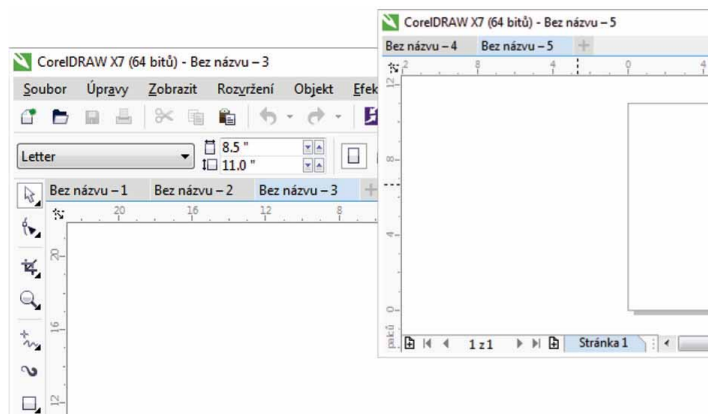 CorelDRAW X7 (64 bitů) - Bez názvu – 3
Soubor Úpravy Zobrazit Rozvržení Objekt Efek
Letter
8.5 "
11.0 "
Bez názvu – 1 Bez názvu – 2 Bez názvu – 3
20 16 12 8
20
16
12
CorelDRAW X7 (64 bitů) - Bez názvu – 5
Bez názvu – 4 Bez názvu – 5
12 8 4 0 4
12
8
4
0
1 z 1 Stránka 1